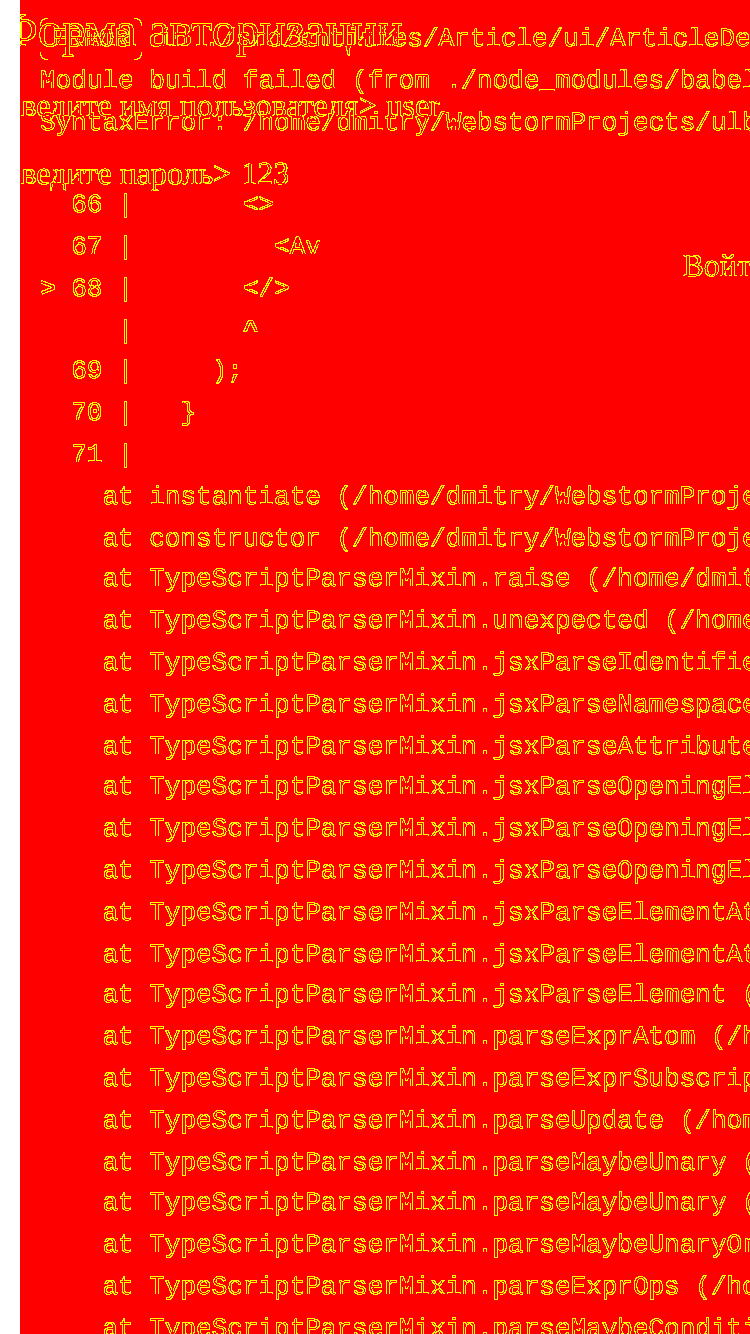 Форма авторизации
ERROR in ./src/entities/Article/ui/ArticleDe
Module build failed (from ./node_modules/babel
ведите имя пользователя> user
SyntaxError: /home/dmitry/WebstormProjects/ulb
ведите пароль> 123
66 | <>
67 | <Av
Войт
> 68 | </>
| ^
69 | );
70 | }
71 |
at instantiate (/home/dmitry/WebstormProje
at constructor (/home/dmitry/WebstormProje
at TypeScriptParserMixin.raise (/home/dmit
at TypeScriptParserMixin.unexpected (/home
at TypeScriptParserMixin.jsxParseIdentifie
at TypeScriptParserMixin.jsxParseNamespace
at TypeScriptParserMixin.jsxParseAttribute
at TypeScriptParserMixin.jsxParseOpeningEl
at TypeScriptParserMixin.jsxParseOpeningEl
at TypeScriptParserMixin.jsxParseOpeningEl
at TypeScriptParserMixin.jsxParseElementAt
at TypeScriptParserMixin.jsxParseElementAt
at TypeScriptParserMixin.jsxParseElement (
at TypeScriptParserMixin.parseExprAtom (/h
at TypeScriptParserMixin.parseExprSubscrip
at TypeScriptParserMixin.parseUpdate (/hom
at TypeScriptParserMixin.parseMaybeUnary (
at TypeScriptParserMixin.parseMaybeUnary (
at TypeScriptParserMixin.parseMaybeUnaryOr
at TypeScriptParserMixin.parseExprOps (/ho
at TypeScriptParserMixin.parseMaybeConditi